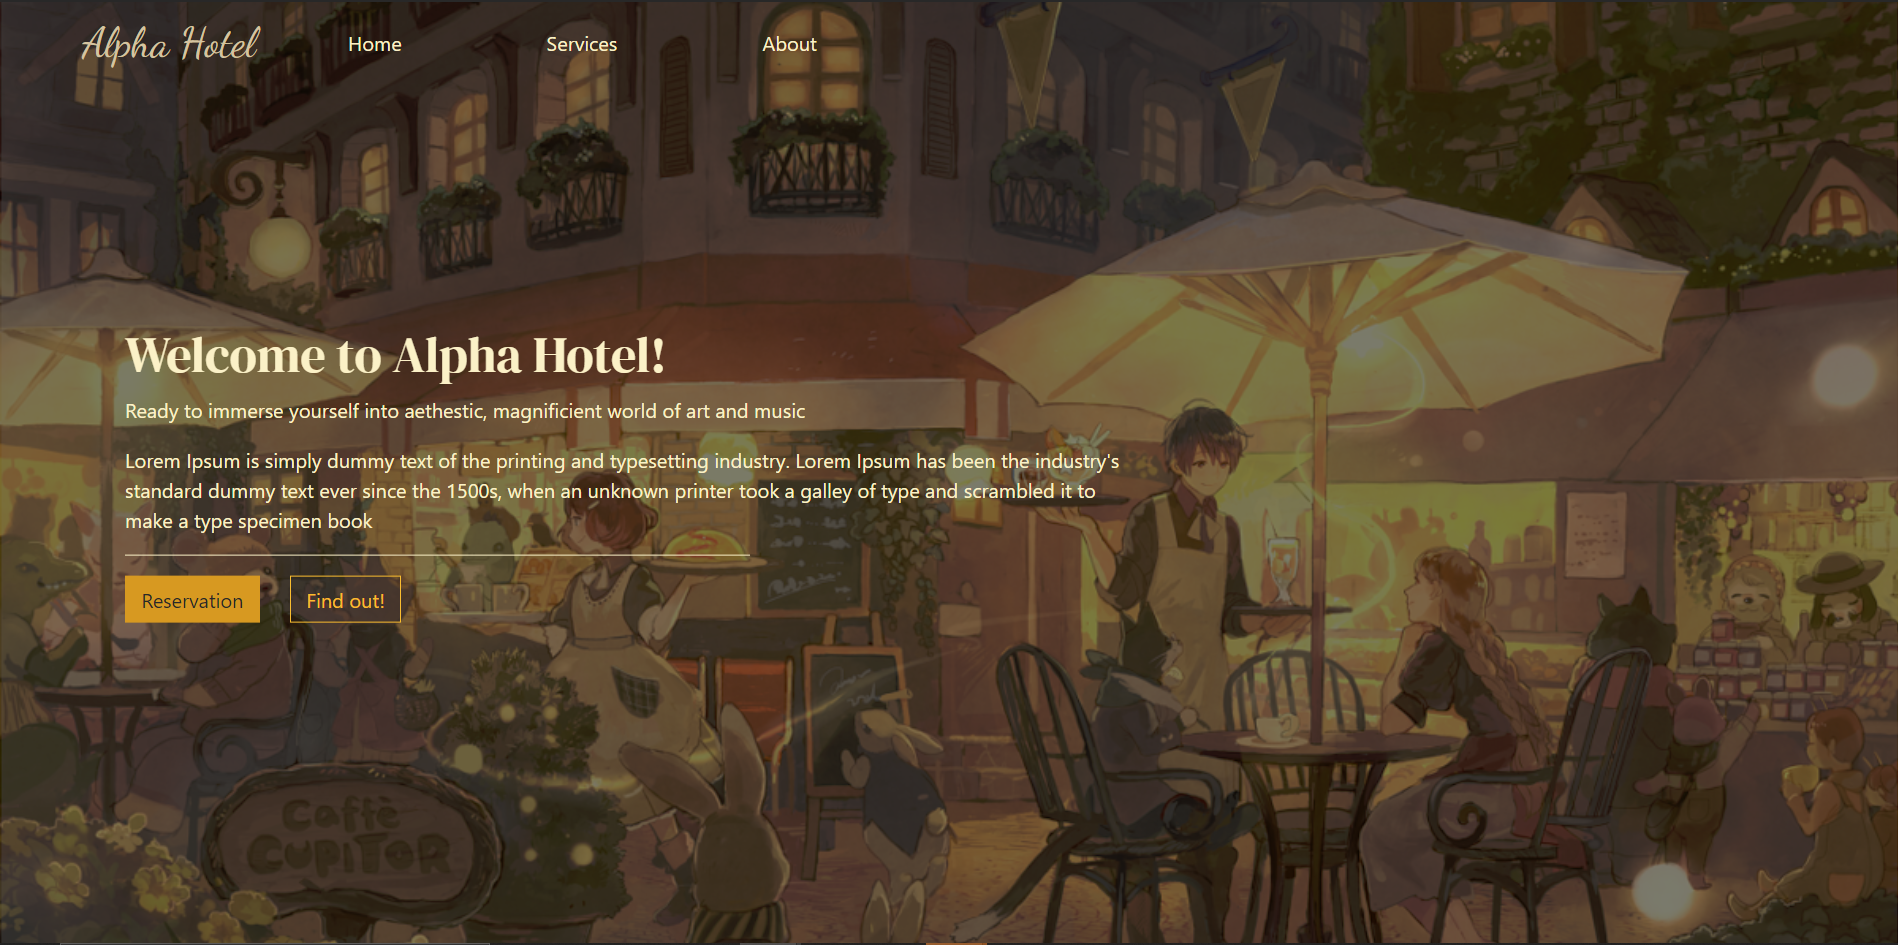 Alpha Hotel
Home
Services
About
Welcome to Alpha Hotel!
Ready to immerse yourself into aethestic, magnificient world of art and music
Lorem Ipsum is simply dummy text of the printing and typesetting industry. Lorem Ipsum has been the industry's
standard dummy text ever since the 1500s, when an unknown printer took a galley of type and scrambled it to
make a type specimen book
Reservation
Find out!
Caffè
CUPITOR